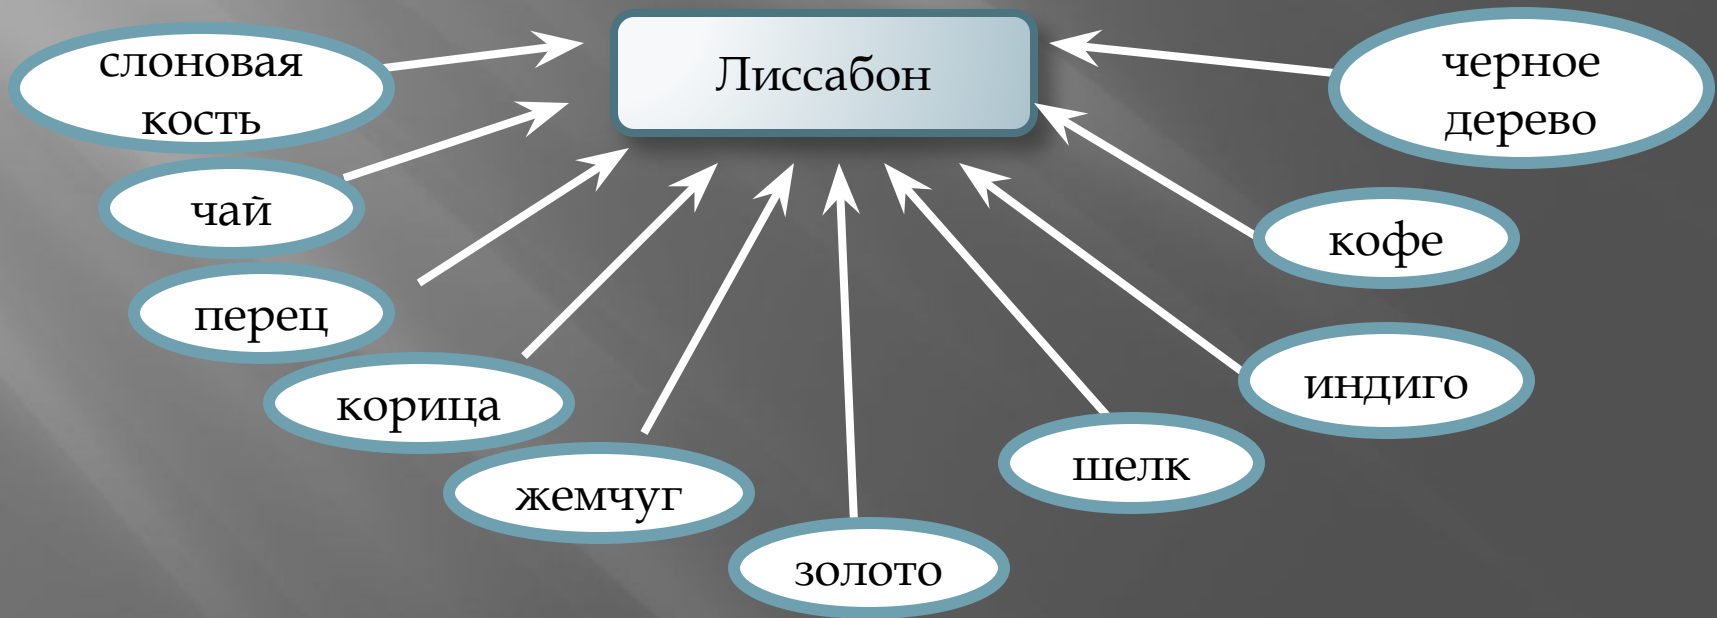 Лиссабон
слоновая
кость
чай
перец
корица
жемчуг
золото
шелк
индиго
кофе
черное
дерево